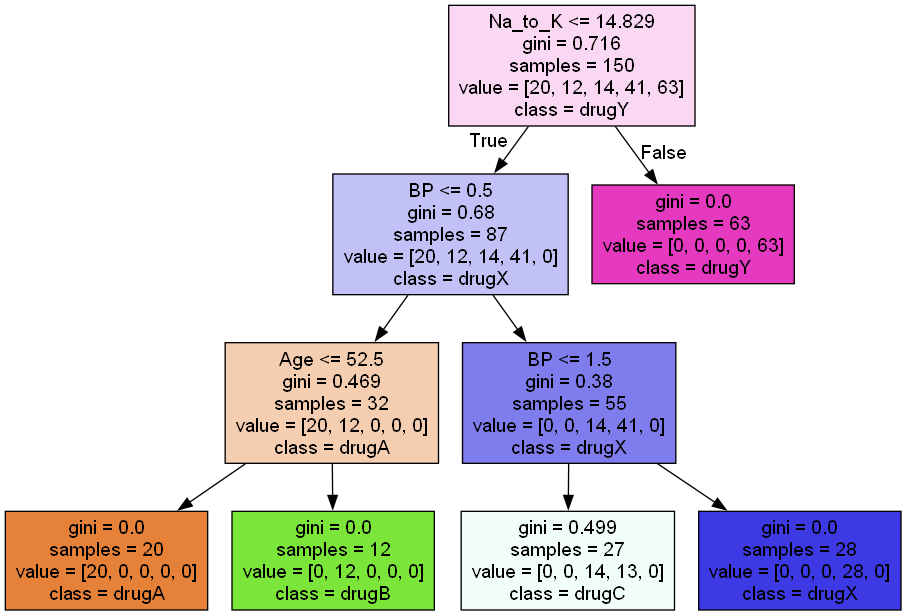 Na_to_K <= 14.829
gini = 0.716
samples = 150
value = [20, 12, 14, 41, 63]
class = drugY
True
False
BP <= 0.5
gini = 0.68
samples = 87
value = [20, 12, 14, 41, 0]
class = drugX
gini = 0.0
samples = 63
value = [0, 0, 0, 0, 63]
class = drugY
Age <= 52.5
gini = 0.469
samples = 32
value = [20, 12, 0, 0, 0]
class = drugA
BP <= 1.5
gini = 0.38
samples = 55
value = [0, 0, 14, 41, 0]
class = drugX
gini = 0.0
samples = 20
value = [20, 0, 0, 0, 0]
class = drugA
gini = 0.0
samples = 12
value = [0, 12, 0, 0, 0]
class = drugB
gini = 0.499
samples = 27
value = [0, 0, 14, 13, 0]
class = drugC
gini = 0.0
samples = 28
value = [0, 0, 0, 28, 0]
class = drugX